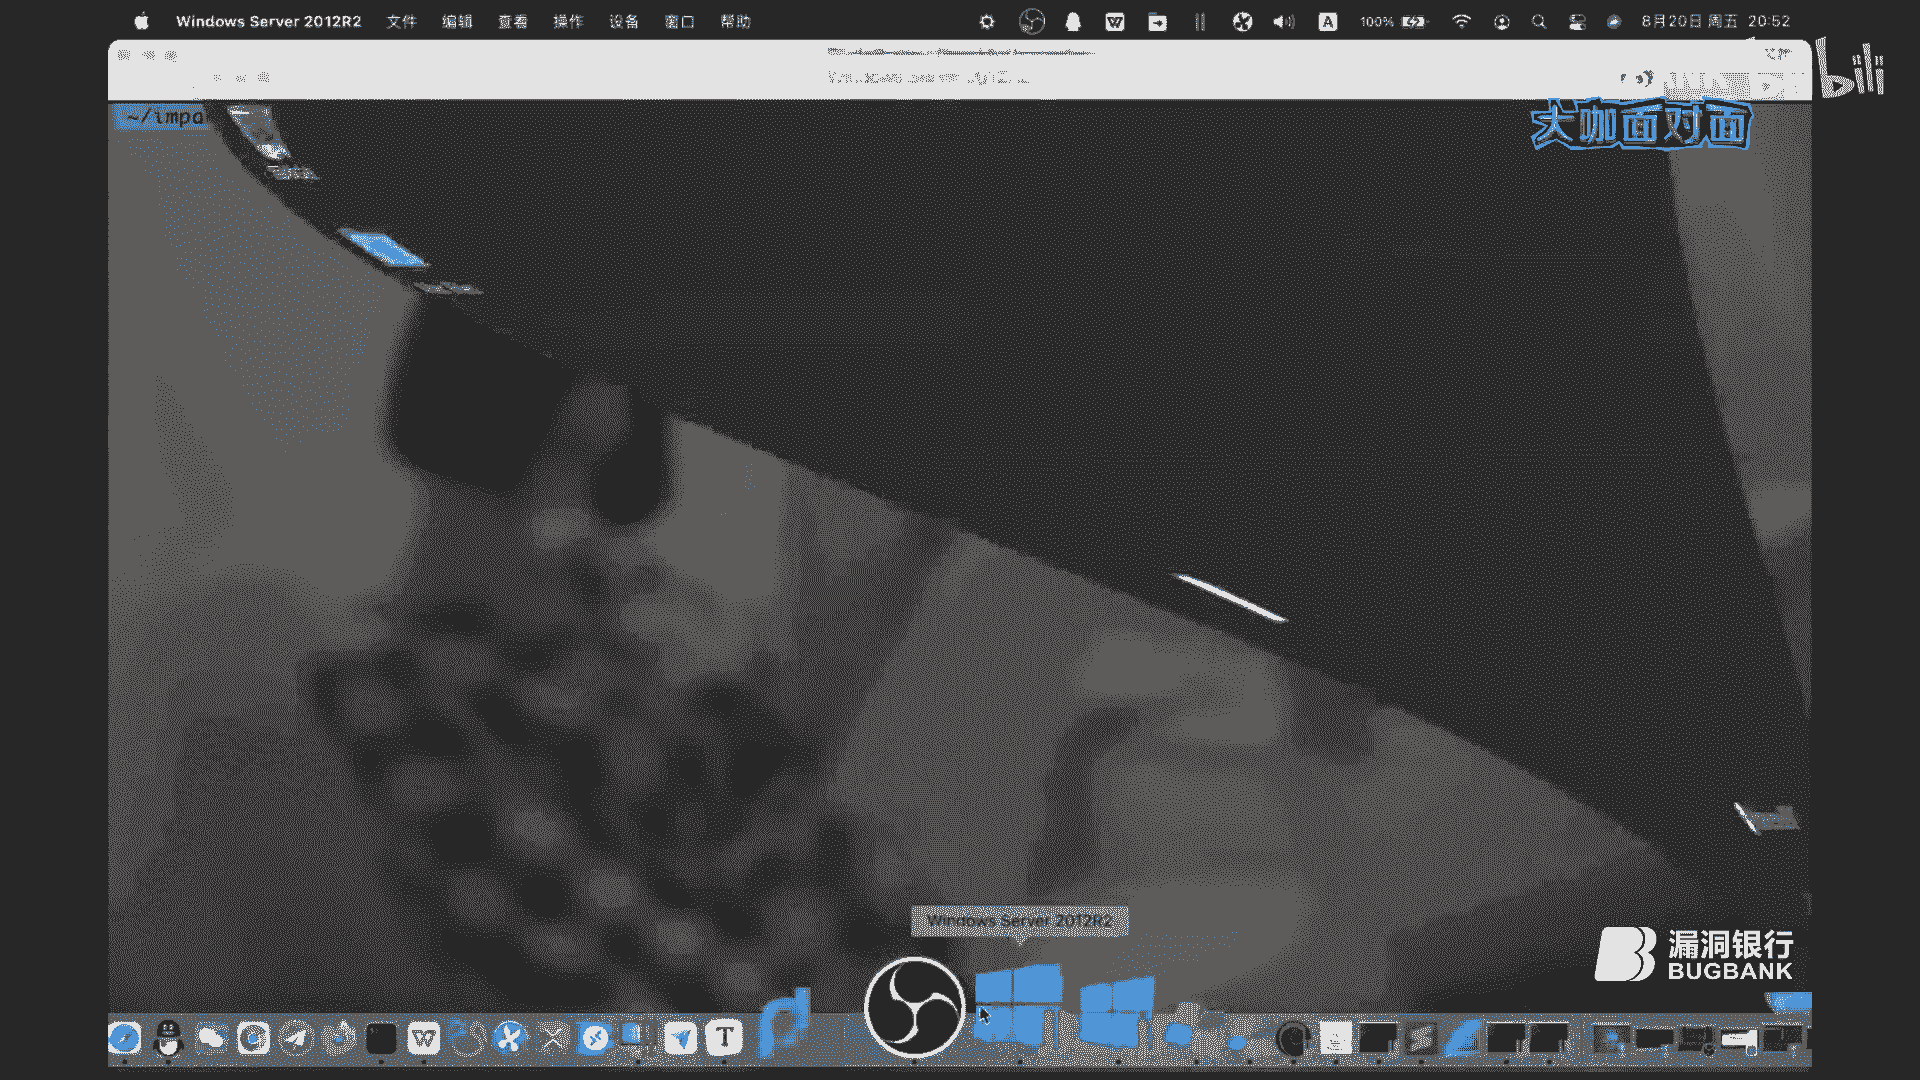 Windows Server 2012R2 文件 编辑 查看 操作 设备 窗口 帮助 100% 8月20日 周五 20:52
bili
~/impa
大咖面对面
Windows Server 2012R2
漏洞银行
BUGBANK